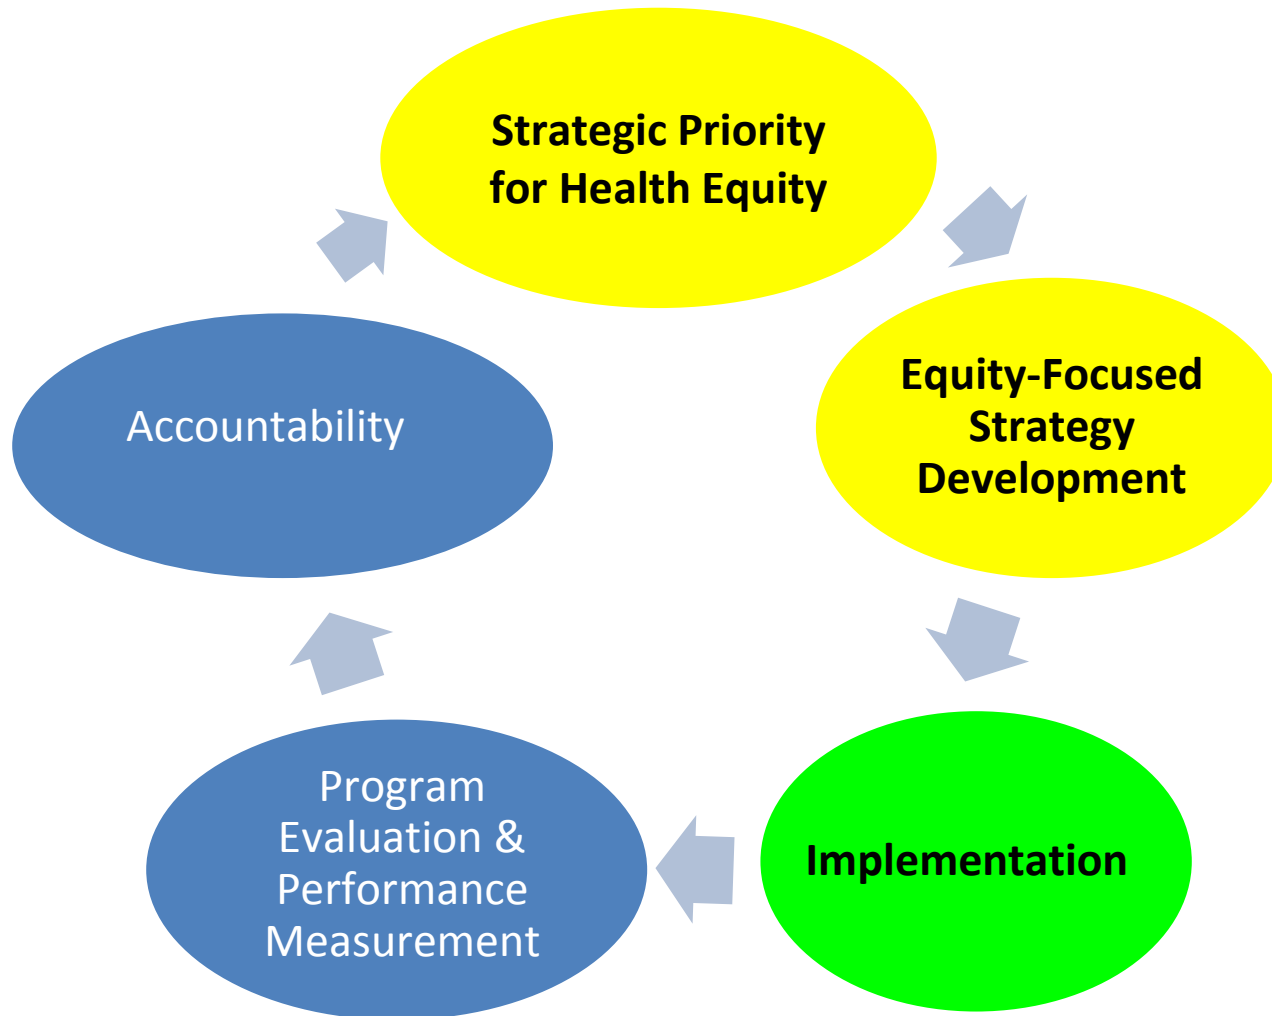 Strategic Priority
for Health Equity
Equity-Focused
Strategy
Development
Accountability
Implementation
Program
Evaluation &
Performance
Measurement